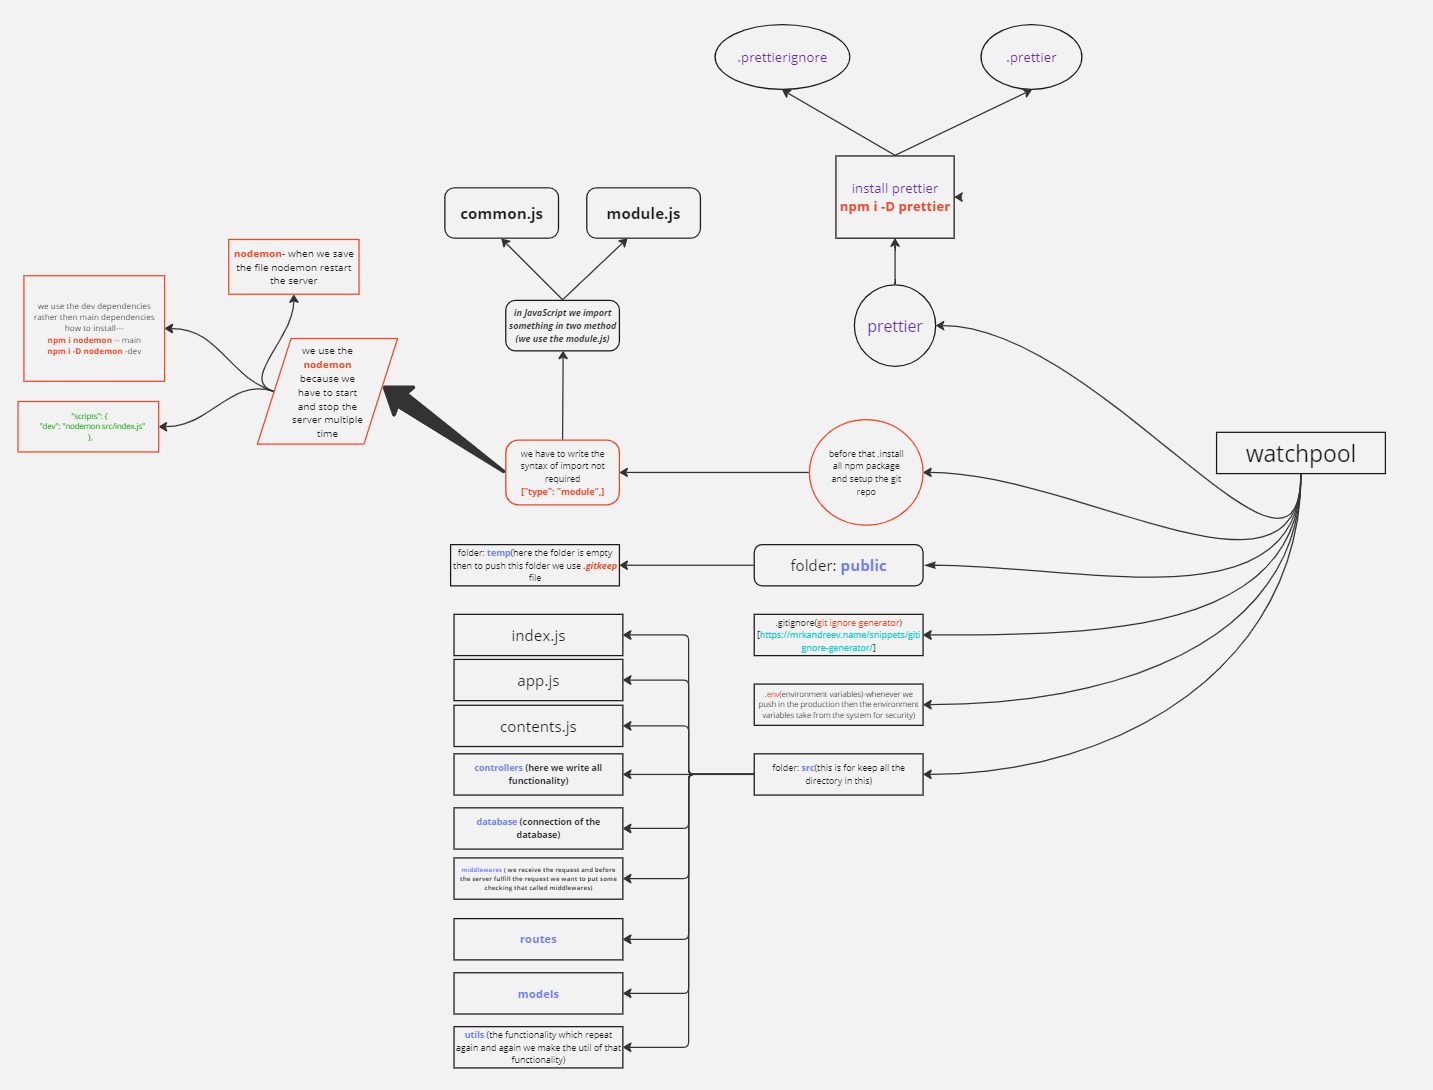 .prettierignore
.prettier
install prettier
npm i -D prettier
common.js
module.js
nodemon- when we save
the file nodemon restart
the server
we use the dev dependencies
rather then main dependencies
how to install---
npm i nodemon -- main
npm i -D nodemon -dev
in JavaScript we import
something in two method
(we use the module.js)
prettier
we use the
nodemon
because we
have to start
and stop the
server multiple
time
"scripts": {
"dev": "nodemon src/index.js"
},
watchpool
we have to write the
syntax of import not
required
["type": "module",]
before that ,install
all npm package
and setup the git
repo
folder: temp(here the folder is empty
then to push this folder we use .gitkeep
file
folder: public
index.js
.gitignore(git ignore generator)
[https://mrkandreev.name/snippets/giti
gnore-generator/]
app.js
.env(environment variables)-whenever we
push in the production then the environment
variables take from the system for security)
contents.js
controllers (here we write all
functionality)
folder: src(this is for keep all the
directory in this)
database (connection of the
database)
middlewares ( we receive the request and before
the server fulfill the request we want to put some
checking that called middlewares)
routes
models
utils (the functionality which repeat
again and again we make the util of that
functionality)